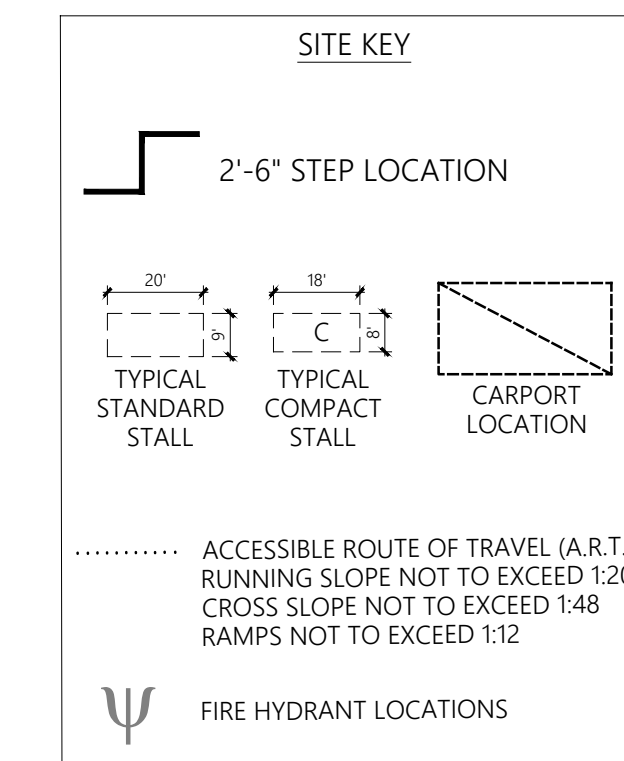 SITE KEY
2'-6" STEP LOCATION
20'
9'
18'
8'
C
TYPICAL
STANDARD
STALL
TYPICAL
COMPACT
STALL
CARPORT
LOCATION
ACCESSIBLE ROUTE OF TRAVEL (A.R.T.
RUNNING SLOPE NOT TO EXCEED 1:20
CROSS SLOPE NOT TO EXCEED 1:48
RAMPS NOT TO EXCEED 1:12
FIRE HYDRANT LOCATIONS